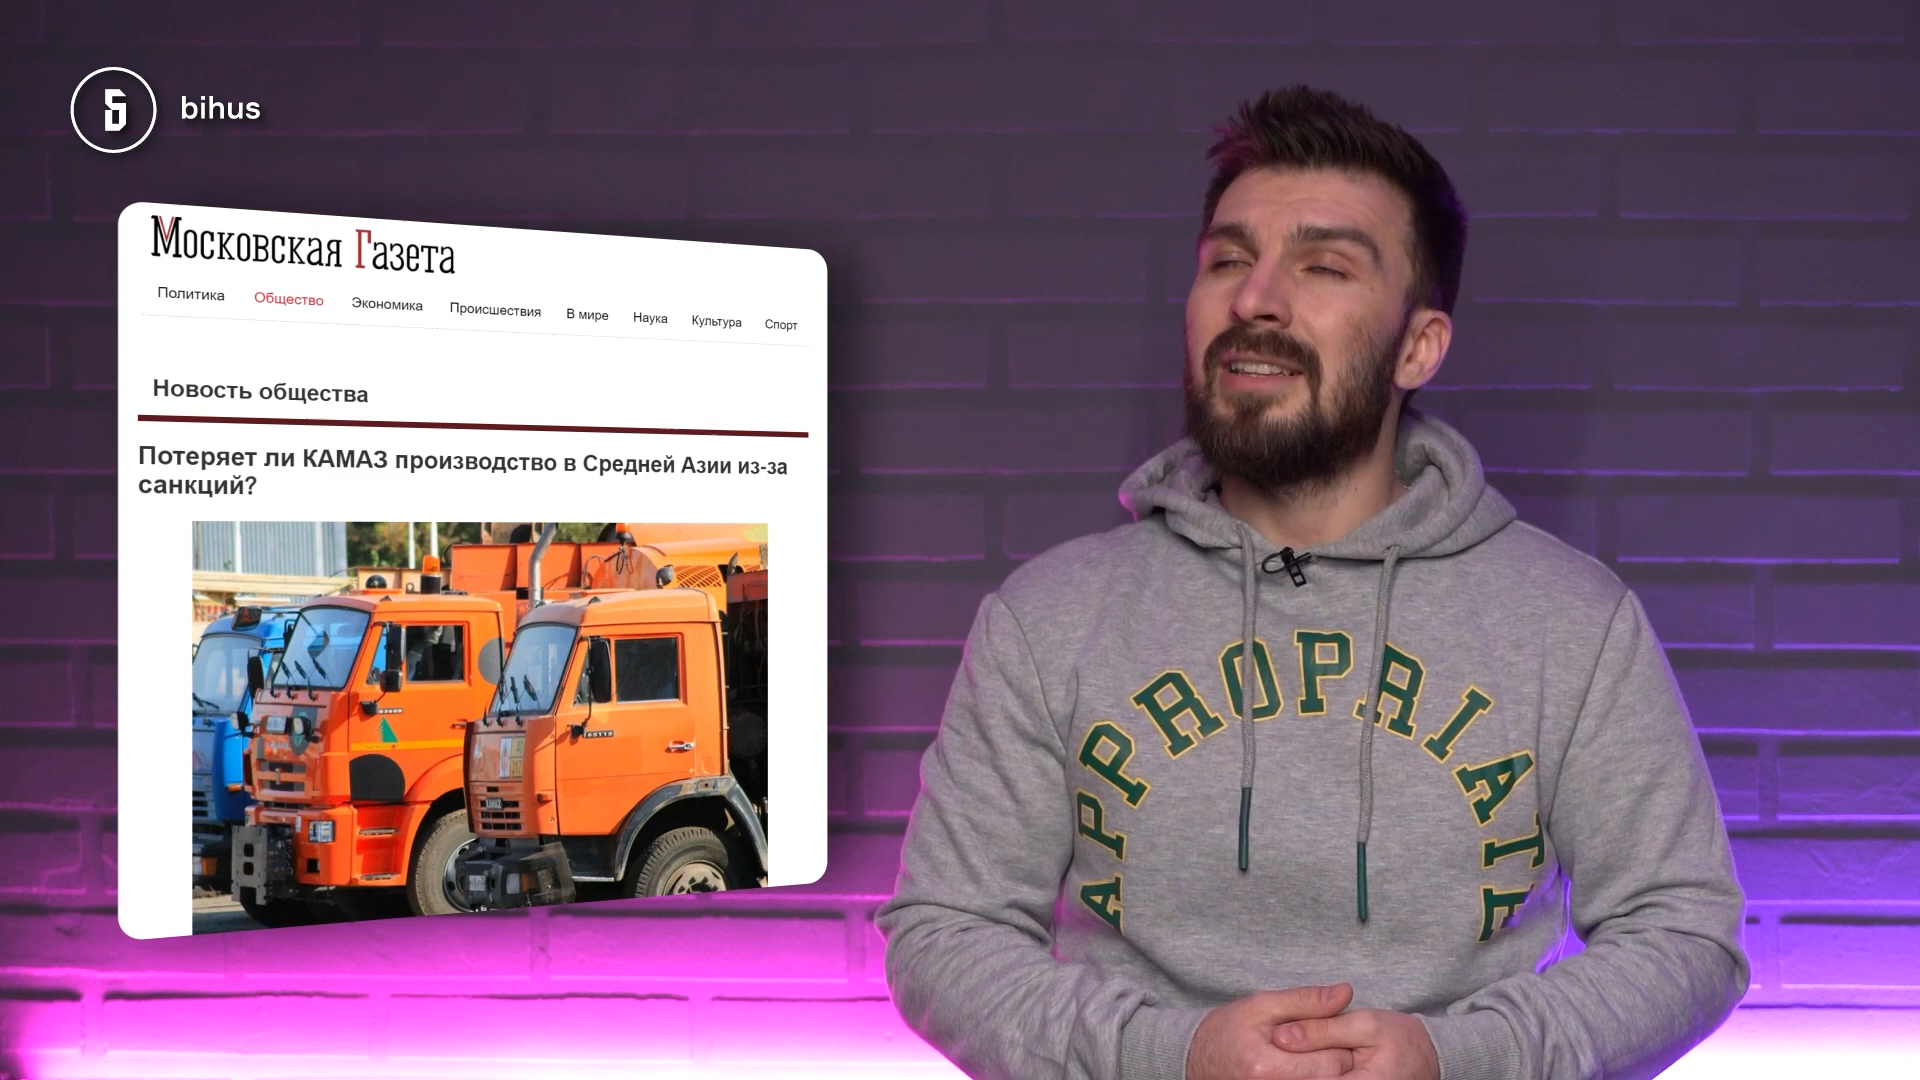 bihus
Московская Газета
Политика Общество Экономика Происшествия В мире Наука Культура Спорт
Новость общества
Потеряет ли КАМАЗ производство в Средней Азии из-за
санкций?
65115
APPROPRIATE